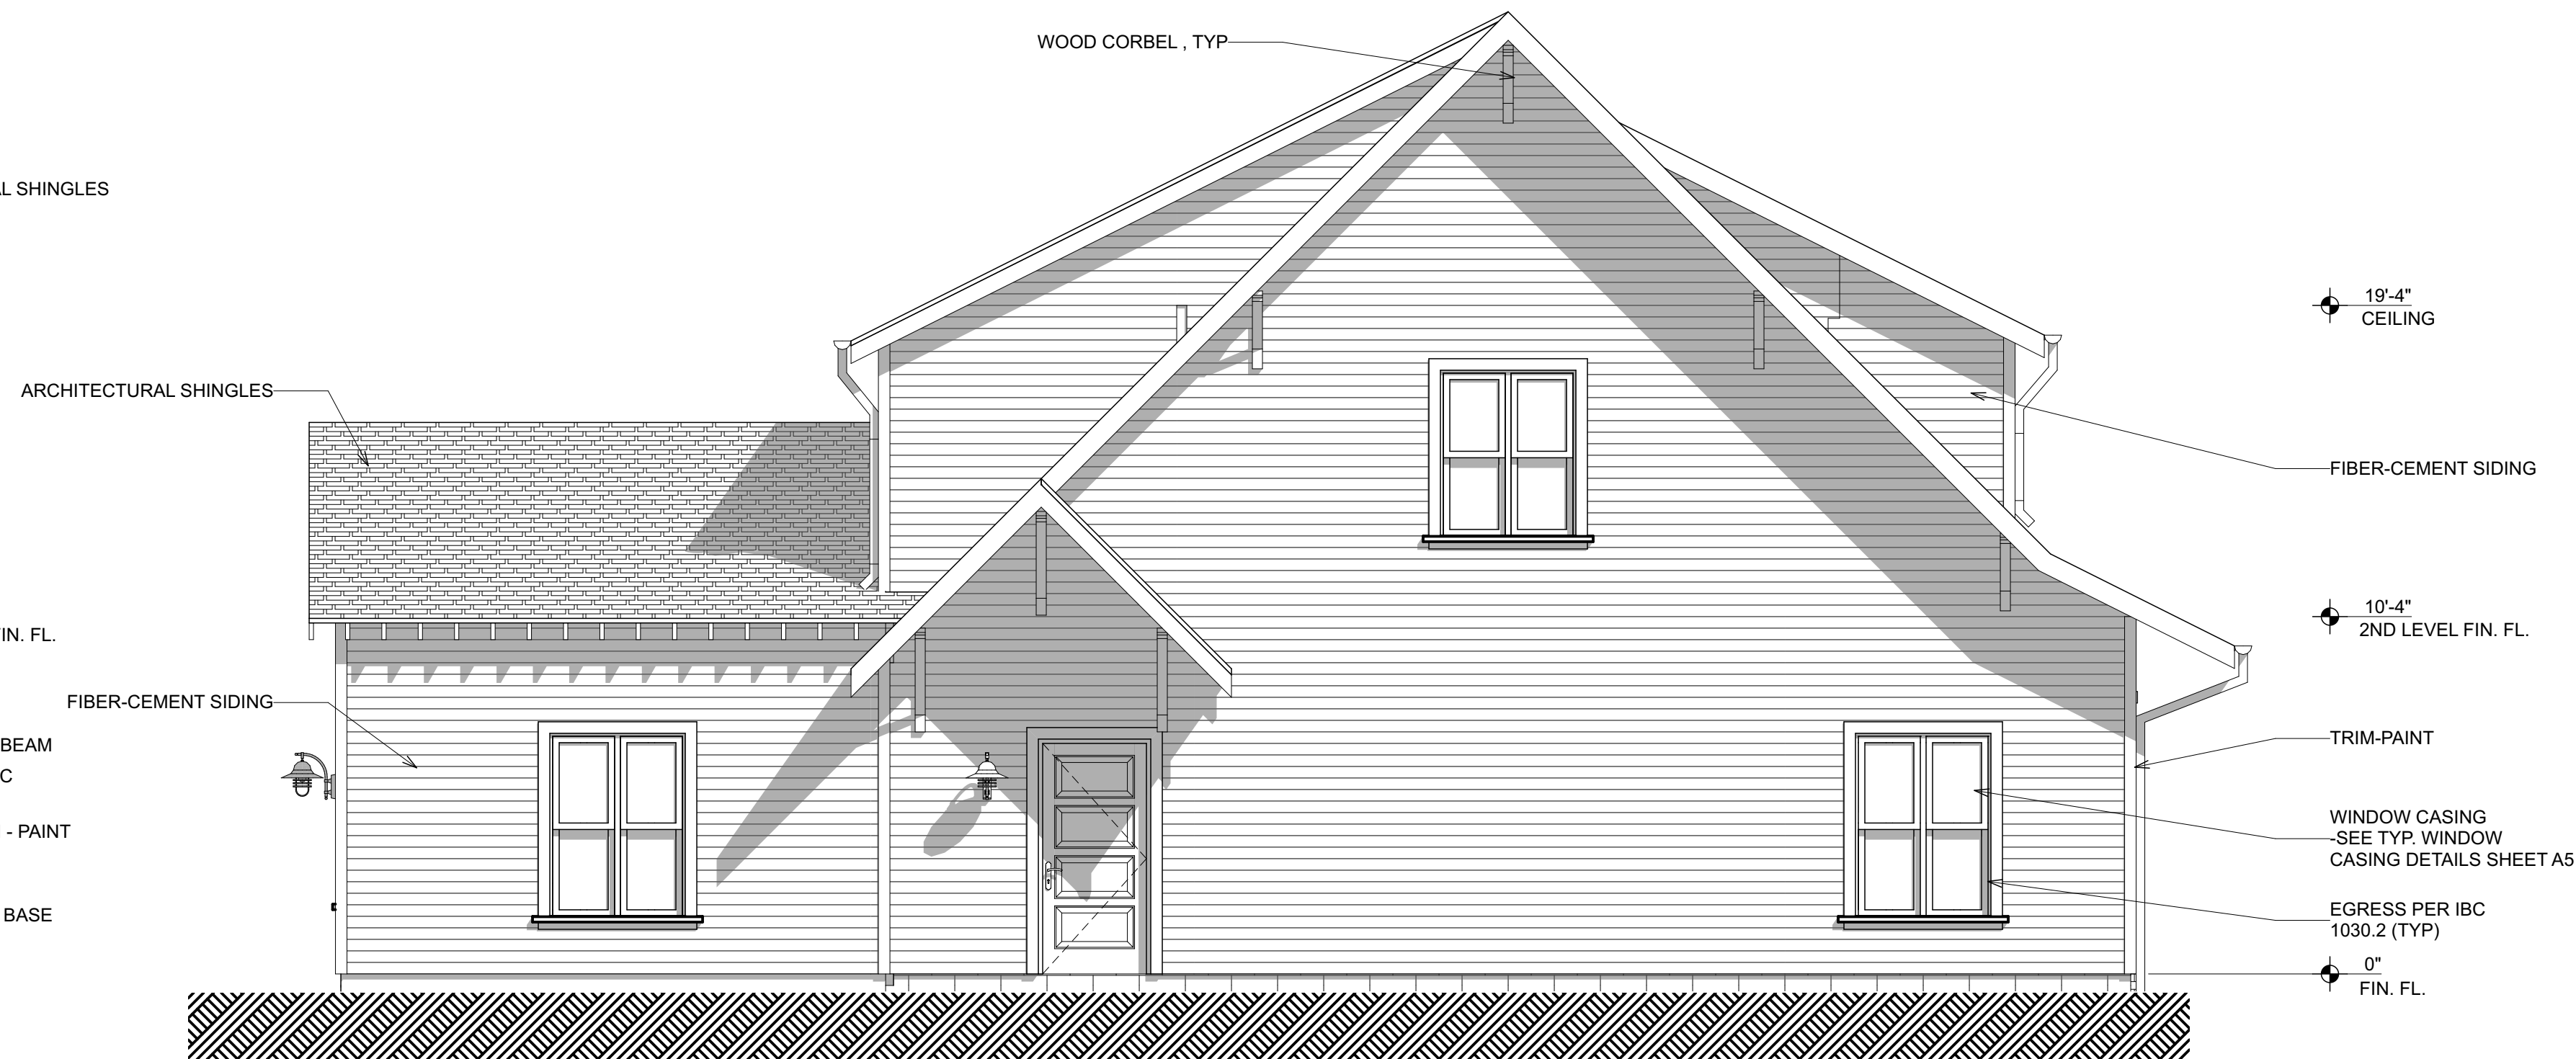 WOOD CORBEL , TYP
L SHINGLES
ARCHITECTURAL SHINGLES
19'-4"
CEILING
FIBER-CEMENT SIDING
10'-4"
2ND LEVEL FIN. FL.
IN. FL.
FIBER-CEMENT SIDING
BEAM
C
- PAINT
BASE
TRIM-PAINT
WINDOW CASING
-SEE TYP. WINDOW
CASING DETAILS SHEET A5
EGRESS PER IBC
1030.2 (TYP)
0"
FIN. FL.